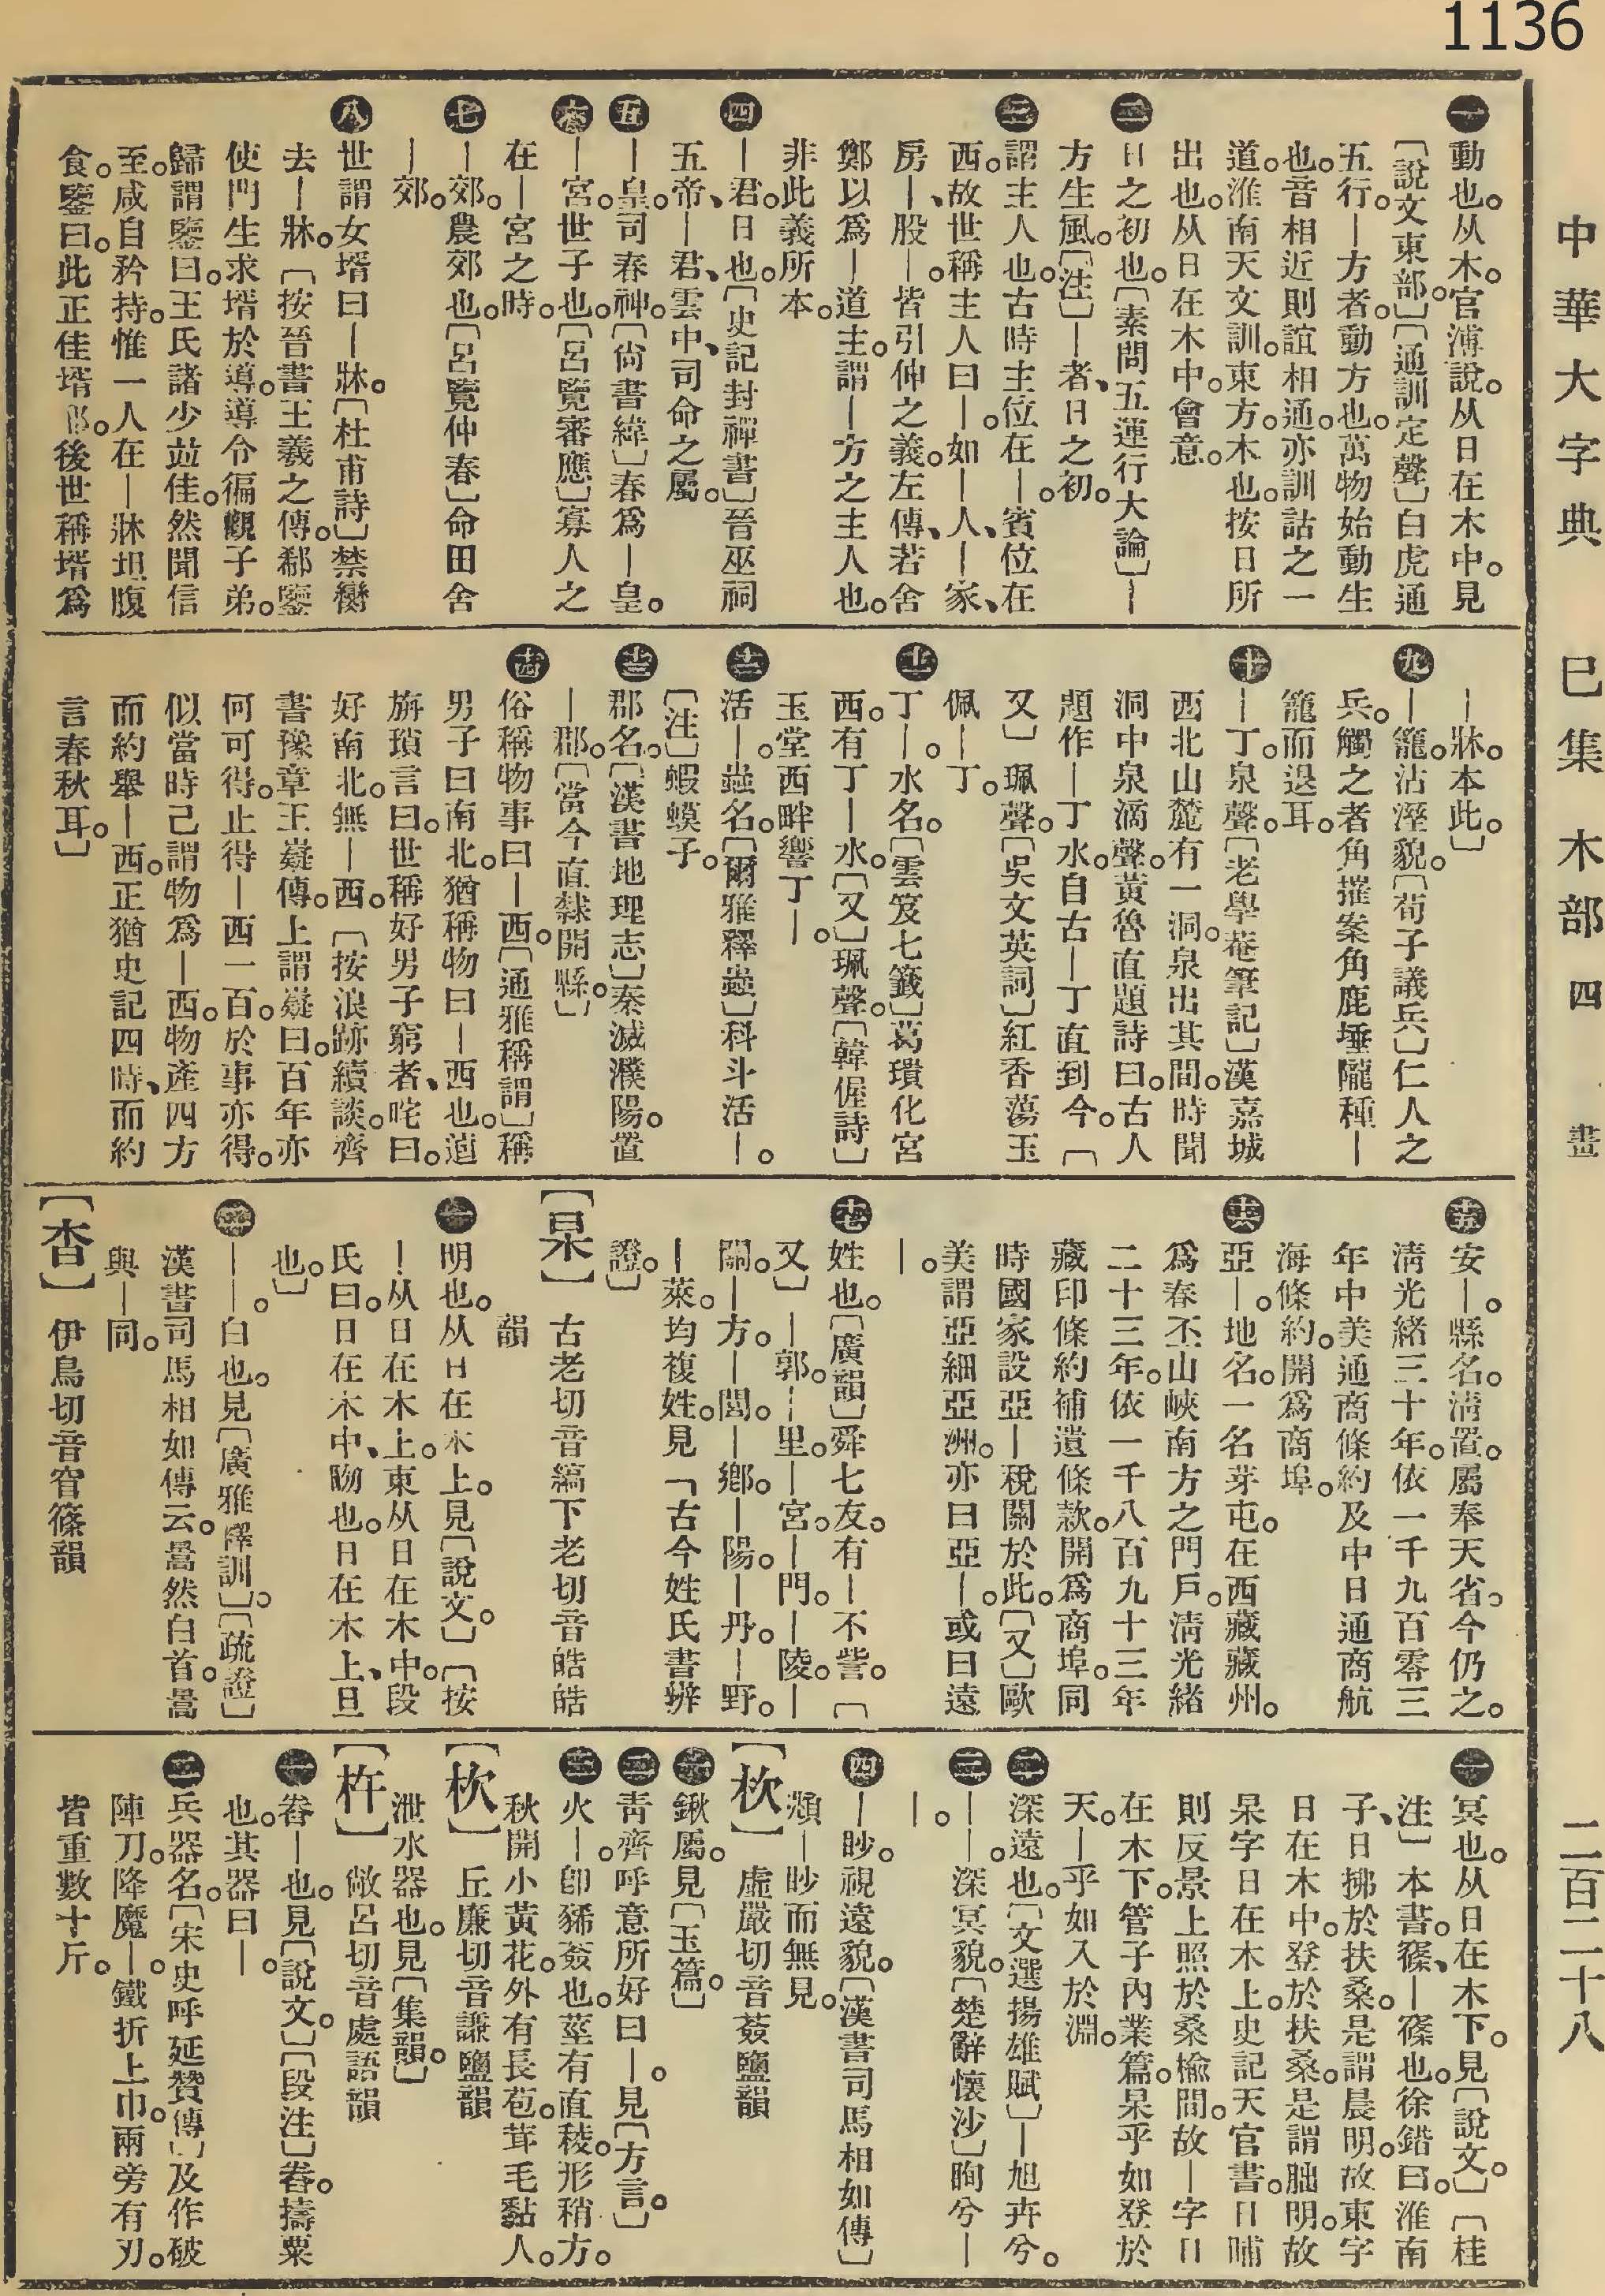 1136
中華大字典 巳集 木部 四畫 二百二十八
㊀動也。从木。官溥說。从日在木中。見
〔說文東部。〕〔通訓定聲〕白虎通
五行。｜方者。動方也。萬物始動生
也。音相近則誼相通。亦訓詁之一
道。淮南天文訓。東方。木也。按日所
出也。从日在木中。會意。
㊁日之初也。〔素問五運行大論〕｜
方生風。〔注〕｜者、日之初。
㊂謂主人也。古時主位在｜。賓位在
西。故世稱主人曰｜。如｜人、｜家、
房｜、股｜。皆引伸之義。左傳、若舍
鄭以爲｜道主。謂｜方之主人也。
非此義所本。
㊃｜君。日也。〔史記封禪書〕晉巫祠
五帝、｜君、雲中、司命之屬。
㊄｜皇。司春神。〔尙書緯〕春爲｜皇。
㊅｜宮。世子也。〔呂覽審應〕寡人之
在｜宮之時。
㊆｜郊。農郊也。〔呂覽仲春〕命田舍
｜郊。
㊇世謂女壻曰｜牀。〔杜甫詩〕禁臠
去｜牀。〔按晉書王羲之傳。郗鑒
使門生求壻於導。導令徧觀子弟。
歸謂鑒曰。王氏諸少竝佳。然聞信
至。咸自矜持。惟一人在｜牀坦腹
食。鑒曰。此正佳壻邪。後世稱壻爲
｜牀。本此。〕
㊈｜籠。沾溼貌。〔荀子議兵〕仁人之
兵。觸之者角摧。案角鹿埵隴種｜
籠而退耳。
㊉｜丁。泉聲。〔老學菴筆記〕漢嘉城
西北山麓有一洞。泉出其間。時聞
洞中泉滴聲。黃魯直題詩曰。古人
題作｜丁水。自古｜丁直到今。〔
又〕珮聲。〔吳文英詞〕紅香蕩玉
佩｜丁。
十一丁｜。水名。〔雲笈七籤〕葛璝化宮
西。有丁｜水。〔又〕珮聲。〔韓偓詩〕
玉堂西畔響丁｜。
十二活｜。蟲名。〔爾雅釋蟲〕科斗活｜。
〔注〕蝦蟆子。
十三郡名。〔漢書地理志〕秦滅濮陽。置
｜郡。〔當今直隸開縣。〕
十四俗稱物事曰｜西。〔通雅稱謂〕稱
男子曰南北。猶稱物曰｜西也。逌
旃瑣言曰。世稱好男子窮者、咤曰。
好南北。無｜西。〔按浪跡續談。齊
書豫章王嶷傳。上謂嶷曰。百年亦
何可得。止得｜西一百。於事亦得。
似當時己謂物爲｜西。物產四方
而約舉｜西。正猶史記四時、而約
言春秋耳。〕
十五安｜。縣名。淸置。屬奉天省。今仍之。
淸光緒三十年。依一千九百零三
年中美通商條約及中日通商航
海條約。開爲商埠。
十六亞｜。地名。一名芽屯。在西藏藏州。
爲春丕山峽南方之門戶。淸光緒
二十三年。依一千八百九十三年
藏印條約補遺條款。開爲商埠。同
時國家設亞｜稅關於此。〔又〕歐
美謂亞細亞洲。亦曰亞｜。或曰遠
｜。
十七姓也。〔廣韻〕舜七友。有｜不訾。〔
又〕｜郭。｜里。｜宮。｜門。｜陵。｜
關。｜方。｜閭。｜鄕。｜陽。｜丹。｜野。
｜萊。均複姓。見「古今姓氏書辨
證。〕
〔杲〕古老切音縞下老切音皓皓
韻
㊀明也。从日在木上。見〔說文。〕〔按
｜从日在木上。東从日在木中。段
氏曰。日在木中、昒也。日在木上、旦
也。〕
㊁｜｜。白也。見〔廣雅釋訓〕。〔疏證〕
漢書司馬相如傳云。暠然白首。暠
與｜同。
〔杳〕伊鳥切音窅篠韻
㊀冥也。从日在木下。見〔說文。〕〔桂
注〕本書。窱、｜窱也。徐鍇曰。淮南
子、日拂於扶桑。是謂晨明。故東字
日在木中。登於扶桑。是謂朏明。故
杲字日在木上。史記天官書。日晡
則反景上照於桑楡間。故｜字日
在木下。管子內業篇。杲乎如登於
天。｜乎如入於淵。
㊁深遠也。〔文選揚雄賦〕｜旭卉兮。
㊂｜｜。深冥貌。〔楚辭懷沙〕眴兮｜
｜。
㊃｜眇。視遠貌。〔漢書司馬相如傳〕
頫｜眇而無見。
〔杴〕虛嚴切音薟鹽韻
㊀鍬屬。見〔玉篇。〕
㊁靑齊呼意所好曰｜。見〔方言。〕
㊂火｜。卽豨薟也。莖有直稜。形稍方。
秋開小黃花。外有長苞。茸毛黏人。
〔杴〕丘廉切音謙鹽韻
泄水器也。見〔集韻。〕
〔杵〕敞呂切音處語韻
㊀舂｜也。見〔說文。〕〔段注〕舂。擣粟
也。其器曰｜。
㊁兵器名。〔宋史呼延贊傳〕及作破
陣刀。降魔｜。鐵折上巾。兩旁有刃。
皆重數十斤。